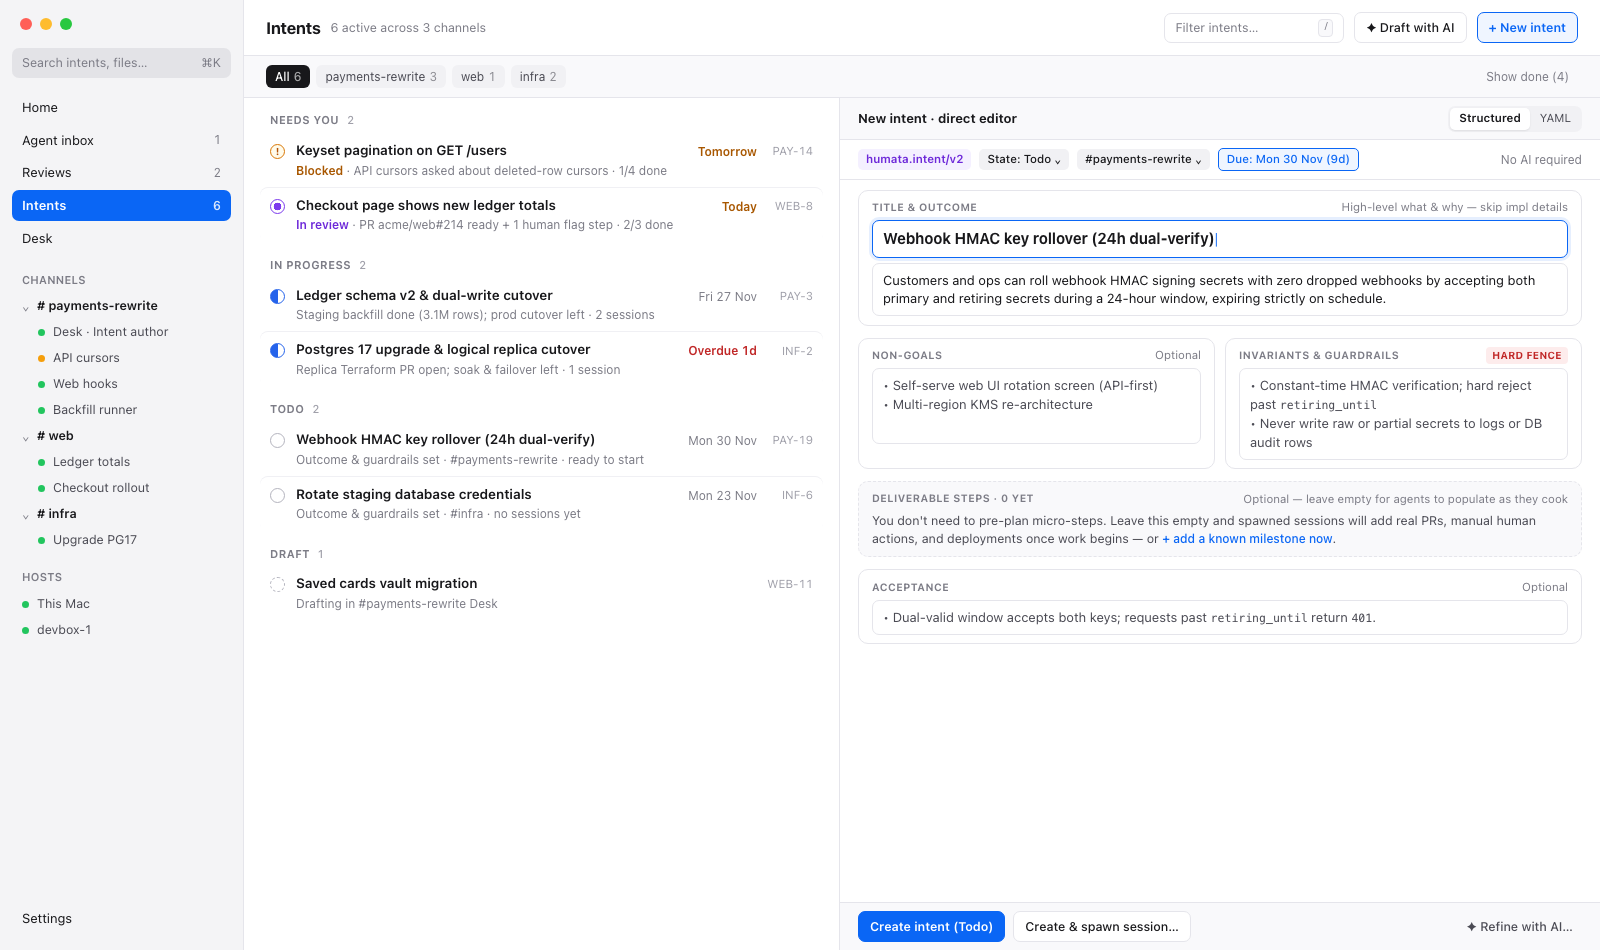 Search intents, files... ⌘K
Home
Agent inbox 1
Reviews 2
Intents 6
Desk
CHANNELS
# payments-rewrite
Desk · Intent author
API cursors
Web hooks
Backfill runner
# web
Ledger totals
Checkout rollout
# infra
Upgrade PG17
HOSTS
This Mac
devbox-1
Settings
Intents 6 active across 3 channels
Filter intents... /
✦ Draft with AI
+ New intent
All 6
payments-rewrite 3
web 1
infra 2
Show done (4)
NEEDS YOU 2
! Keyset pagination on GET /users Tomorrow PAY-14
Blocked · API cursors asked about deleted-row cursors · 1/4 done
Checkout page shows new ledger totals Today WEB-8
In review · PR acme/web#214 ready + 1 human flag step · 2/3 done
IN PROGRESS 2
Ledger schema v2 & dual-write cutover Fri 27 Nov PAY-3
Staging backfill done (3.1M rows); prod cutover left · 2 sessions
Postgres 17 upgrade & logical replica cutover Overdue 1d INF-2
Replica Terraform PR open; soak & failover left · 1 session
TODO 2
Webhook HMAC key rollover (24h dual-verify) Mon 30 Nov PAY-19
Outcome & guardrails set · #payments-rewrite · ready to start
Rotate staging database credentials Mon 23 Nov INF-6
Outcome & guardrails set · #infra · no sessions yet
DRAFT 1
Saved cards vault migration WEB-11
Drafting in #payments-rewrite Desk
New intent · direct editor
Structured YAML
humata.intent/v2
State: Todo
#payments-rewrite
Due: Mon 30 Nov (9d)
No AI required
TITLE & OUTCOME High-level what & why — skip impl details
Webhook HMAC key rollover (24h dual-verify)
Customers and ops can roll webhook HMAC signing secrets with zero dropped webhooks by accepting both
primary and retiring secrets during a 24-hour window, expiring strictly on schedule.
NON-GOALS Optional
• Self-serve web UI rotation screen (API-first)
• Multi-region KMS re-architecture
INVARIANTS & GUARDRAILS HARD FENCE
• Constant-time HMAC verification; hard reject
past retiring_until
• Never write raw or partial secrets to logs or DB
audit rows
DELIVERABLE STEPS · 0 YET Optional — leave empty for agents to populate as they cook
You don't need to pre-plan micro-steps. Leave this empty and spawned sessions will add real PRs, manual human
actions, and deployments once work begins — or + add a known milestone now.
ACCEPTANCE Optional
• Dual-valid window accepts both keys; requests past retiring_until return 401.
Create intent (Todo)
Create & spawn session...
✦ Refine with AI...